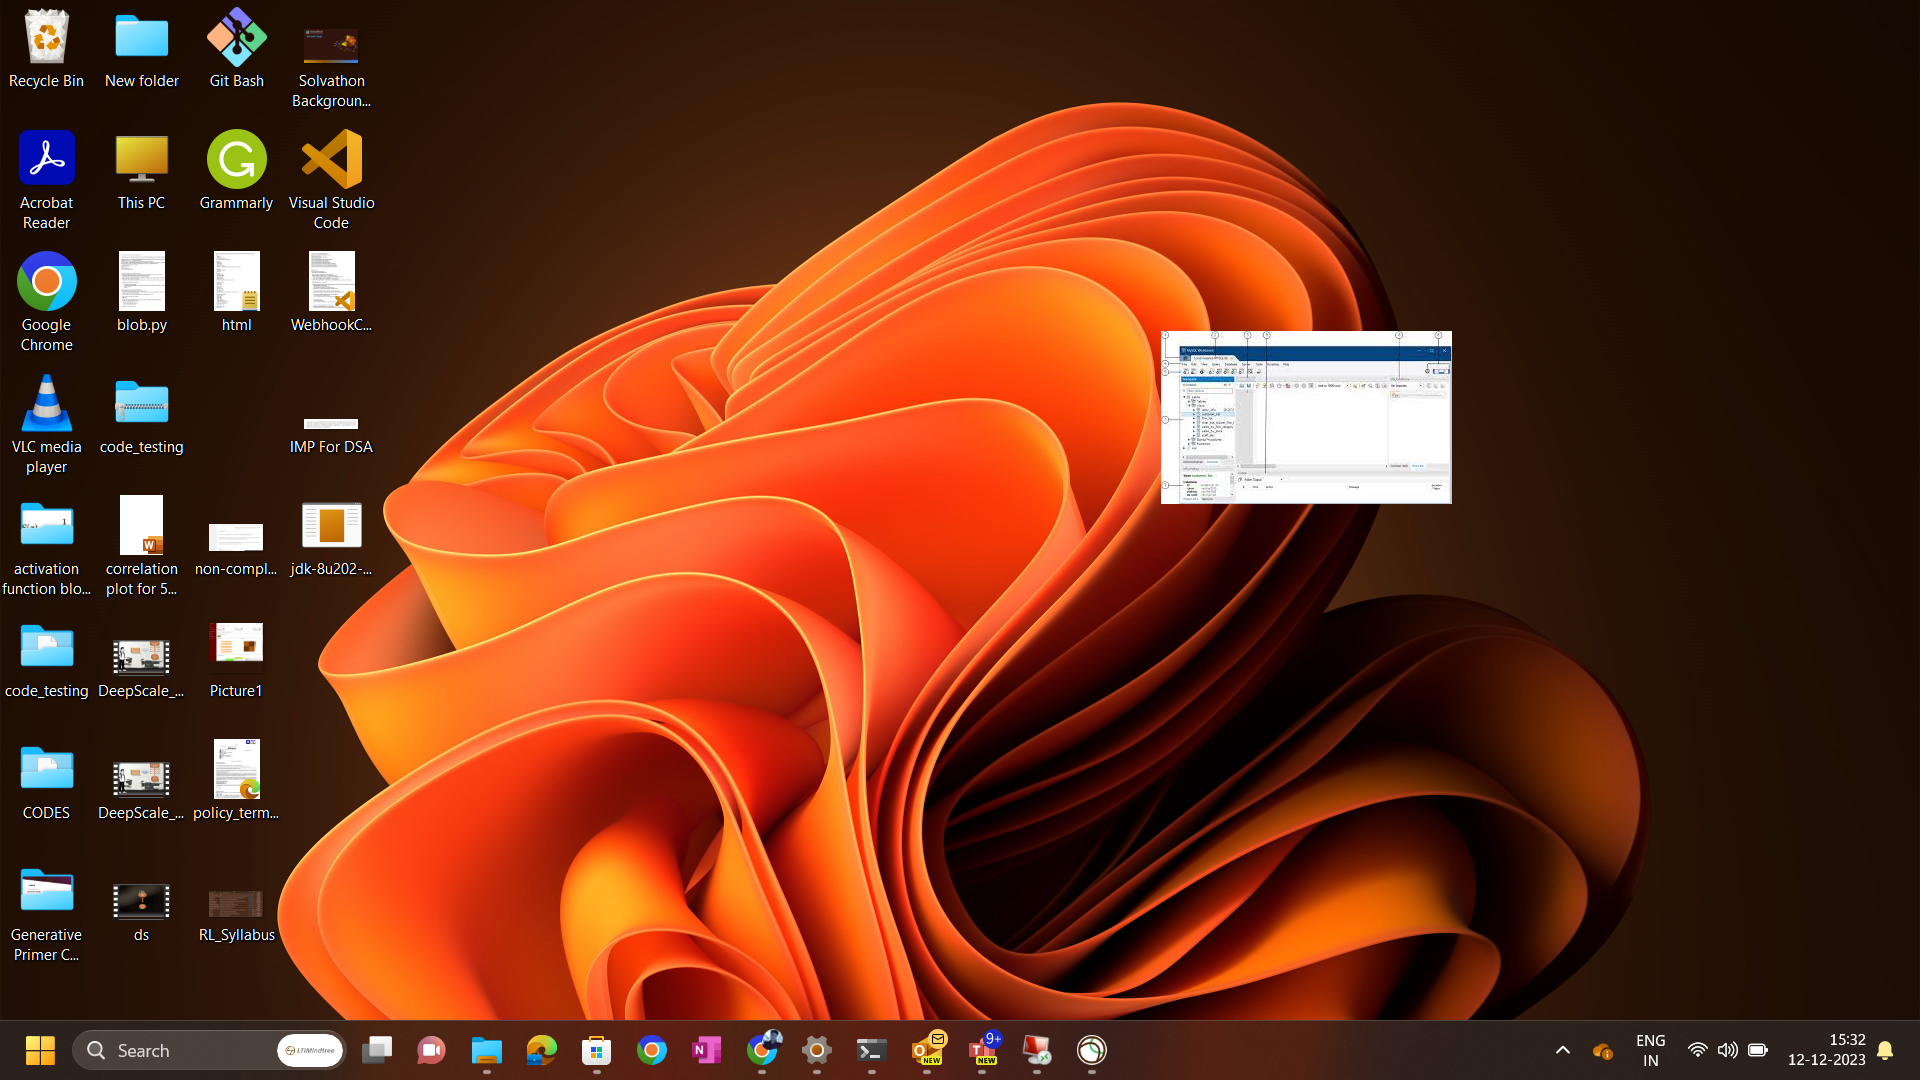 Recycle Bin
New folder
Git Bash
Solvathon
Backgroun...
Acrobat
Reader
This PC
Grammarly
Visual Studio
Code
Google
Chrome
blob.py
html
WebhookC...
VLC media
player
code_testing
IMP For DSA
activation
function blo...
correlation
plot for 5...
non-compl...
jdk-8u202-...
code_testing
DeepScale_...
Picture1
CODES
DeepScale_...
policy_term...
Generative
Primer C...
ds
RL_Syllabus
Search
LTIMindtree
NEW
9+
NEW
ENG
IN
15:32
12-12-2023